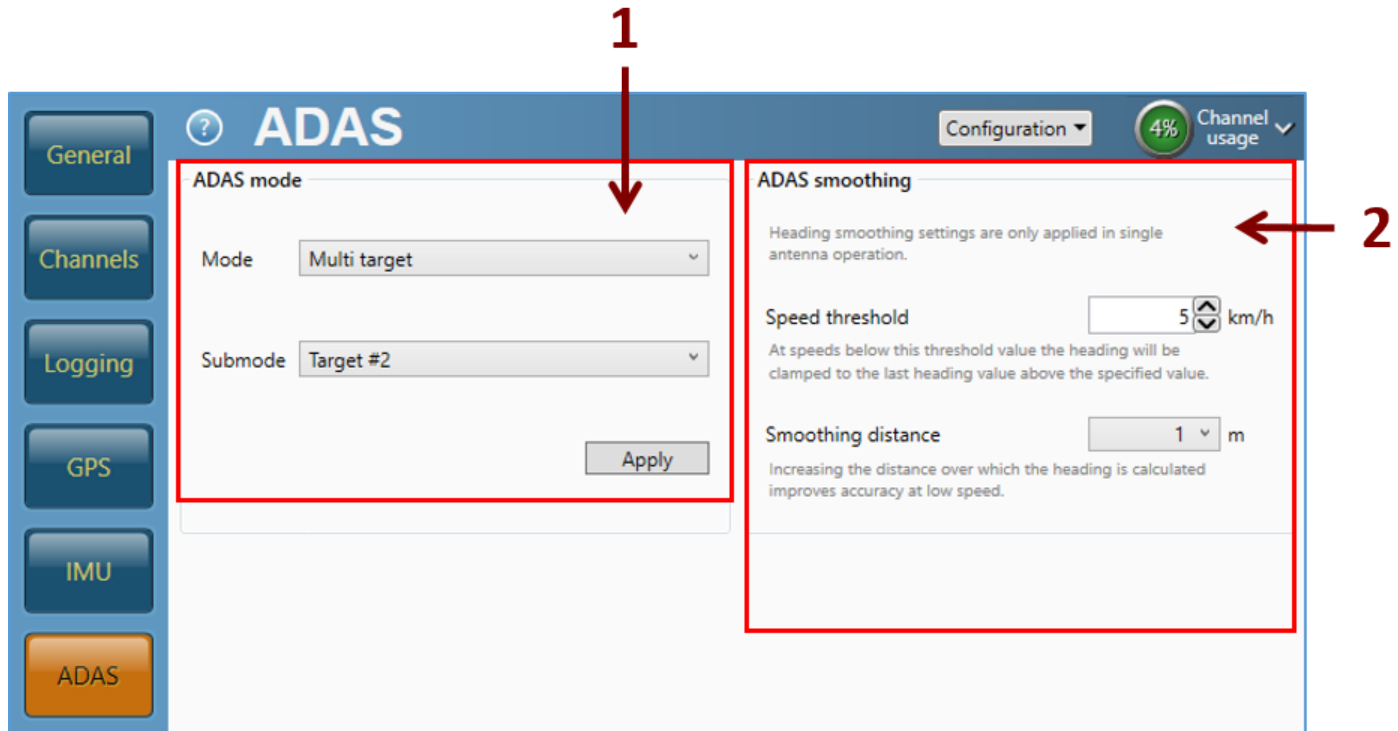 1
ADAS
Configuration
4%
Channel
usage
General
Channels
Logging
GPS
IMU
ADAS
ADAS mode
Mode
Multi target
Submode
Target #2
Apply
ADAS smoothing
Heading smoothing settings are only applied in single
antenna operation.
Speed threshold 5 km/h
At speeds below this threshold value the heading will be
clamped to the last heading value above the specified value.
Smoothing distance 1 m
Increasing the distance over which the heading is calculated
improves accuracy at low speed.
2